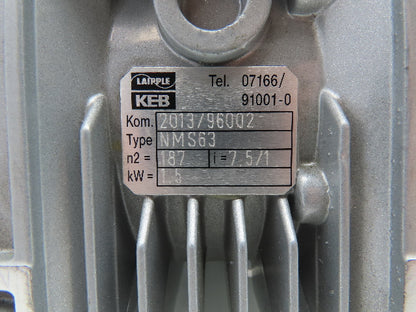 LAIPPLE Tel. 07166/
KEB 91001-0
Kom. 2013/96002
Type NMS63
n2 = 187 i = 7.5/1
kW = 1.5